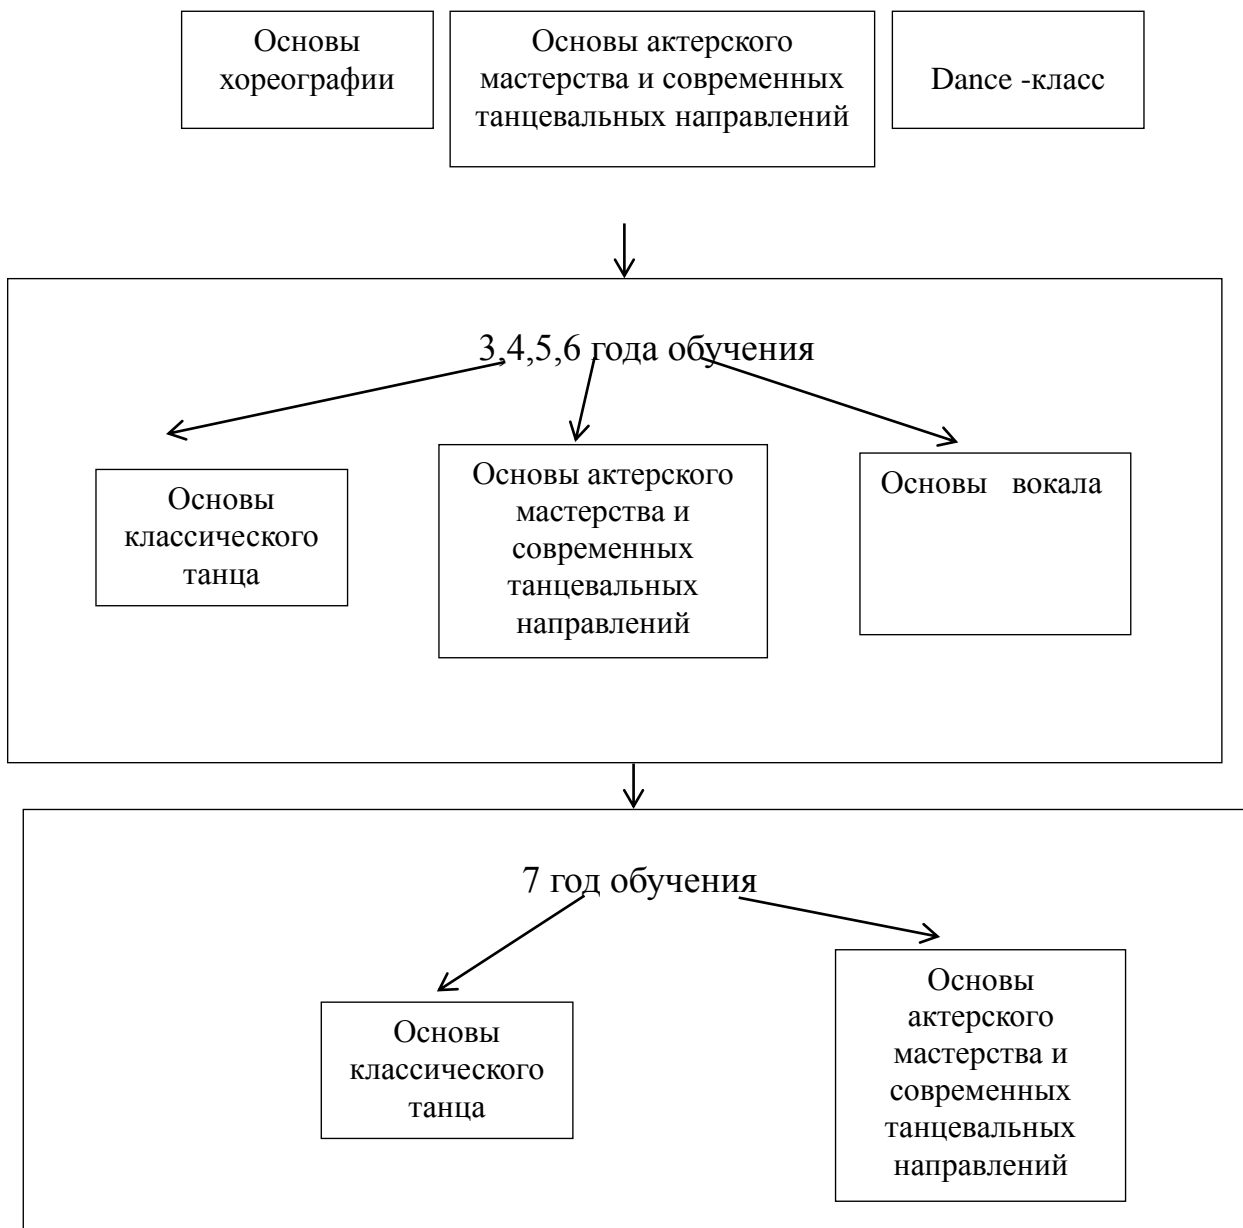 Основы
хореографии
Основы актерского
мастерства и современных
танцевальных направлений
Dance -класс
3,4,5,6 года обучения
Основы
классического
танца
Основы актерского
мастерства и
современных
танцевальных
направлений
Основы вокала
7 год обучения
Основы
классического
танца
Основы
актерского
мастерства и
современных
танцевальных
направлений